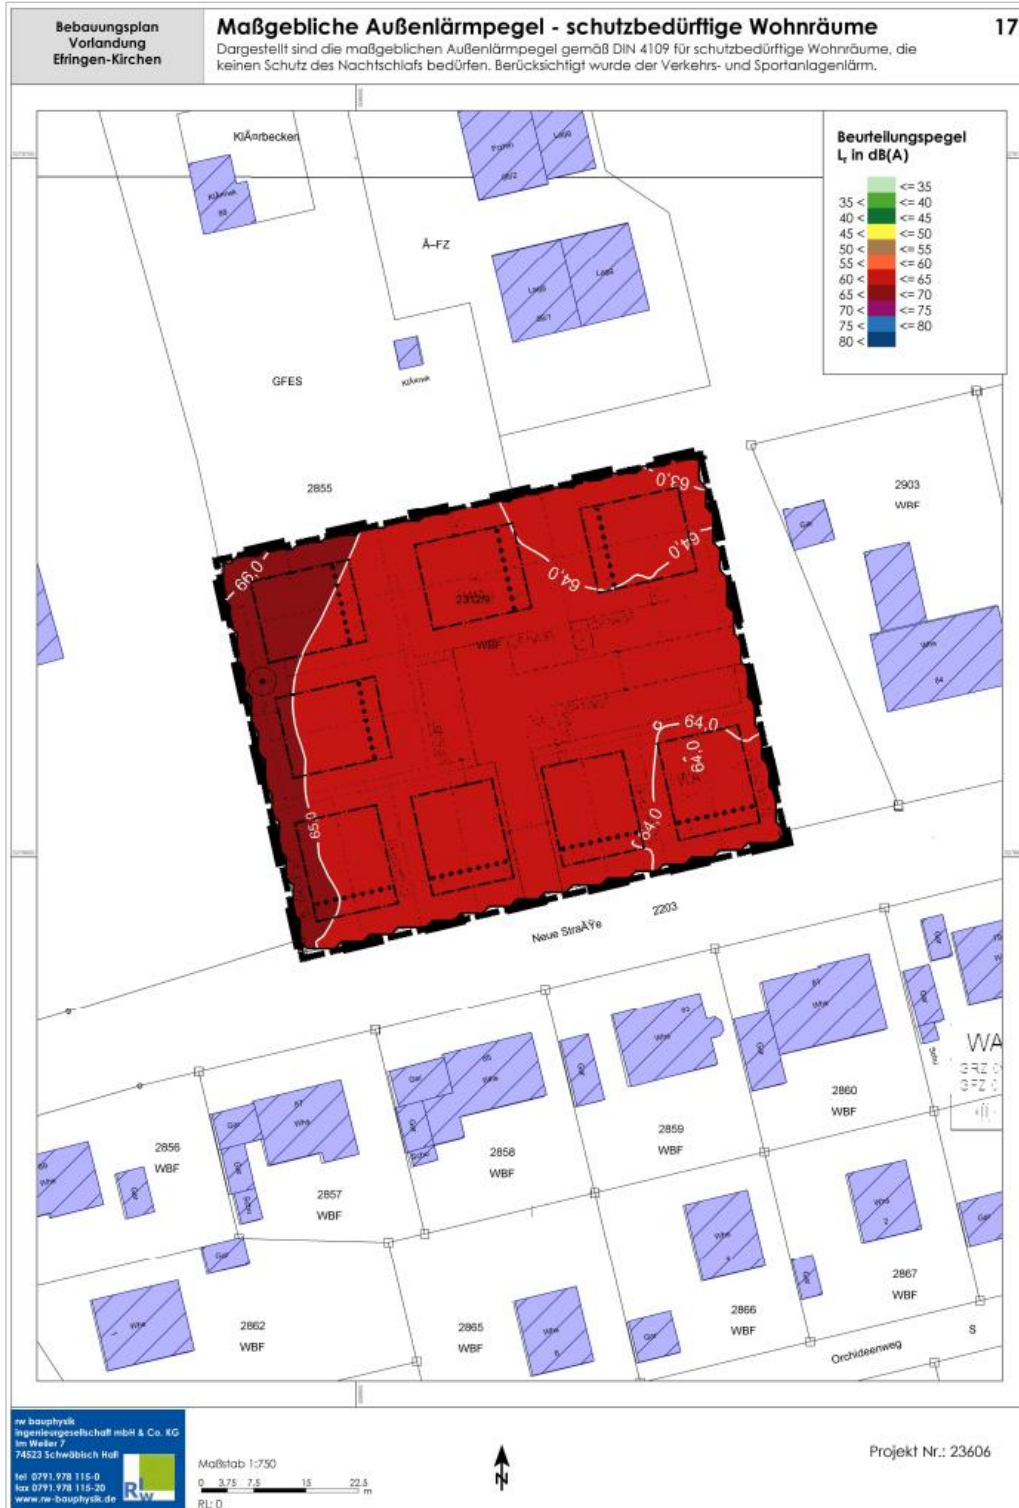 Bebauungsplan
Vorlandung
Efringen-Kirchen
Maßgebliche Außenlärmpegel - schutzbedürftige Wohnräume
17
Dargestellt sind die maßgeblichen Außenlärmpegel gemäß DIN 4109 für schutzbedürftige Wohnräume, die
keinen Schutz des Nachtschlafs bedürfen. Berücksichtigt wurde der Verkehrs- und Sportanlagenlärm.
Beurteilungspegel
Lr in dB(A)
<= 35
35 < <= 40
40 < <= 45
45 < <= 50
50 < <= 55
55 < <= 60
60 < <= 65
65 < <= 70
70 < <= 75
75 < <= 80
80 <
KlÃ¤rbecken
Å-FZ
GFES
2855
2903
WBF
Gar
Whs
64
63,0
64,0
64,0
66,0
WBF
65,0
64,0
64,0
64,0
Neue StraÃŸe
2203
WA
2856
WBF
2857
WBF
2858
WBF
2859
WBF
2860
WBF
2862
WBF
2865
WBF
2866
WBF
2867
WBF
Orchideenweg
S
rw bauphysik
ingenieurgesellschaft mbH & Co. KG
Im Weiler 7
74523 Schwäbisch Hall
tel 0791.978 115-0
fax 0791.978 115-20
www.rw-bauphysik.de
Maßstab 1:750
0 3,75 7,5 15 22,5
m
RL: 0
N
Projekt Nr.: 23606